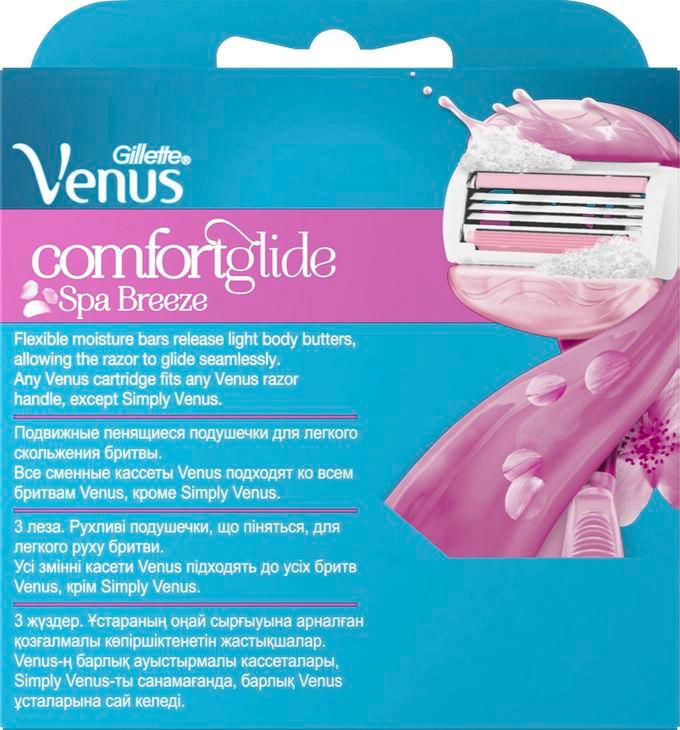 Gillette®
Venus
comfortglide
Spa Breeze
Flexible moisture bars release light body butters,
allowing the razor to glide seamlessly.
Any Venus cartridge fits any Venus razor
handle, except Simply Venus.
Подвижные пенящиеся подушечки для легкого
скольжения бритвы.
Все сменные кассеты Venus подходят ко всем
бритвам Venus, кроме Simply Venus.
3 леза. Рухливі подушечки, що піняться, для
легкого руху бритви.
Усі змінні касети Venus підходять до усіх бритв
Venus, крім Simply Venus.
3 жүздер. Ұстараның оңай сырғыуына арналған
қозғалмалы көпіршіктенетін жастықшалар.
Venus-ң барлық ауыстырмалы кассеталары,
Simply Venus-ты санамағанда, барлық Venus
ұсталарына сай келеді.